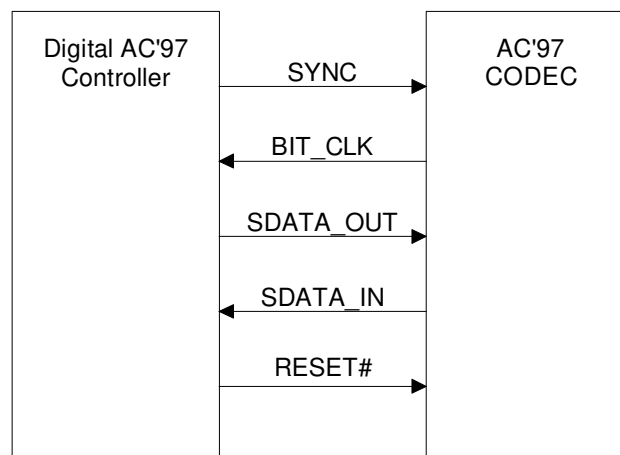 Digital AC'97
Controller
AC'97
CODEC
SYNC
BIT_CLK
SDATA_OUT
SDATA_IN
RESET#